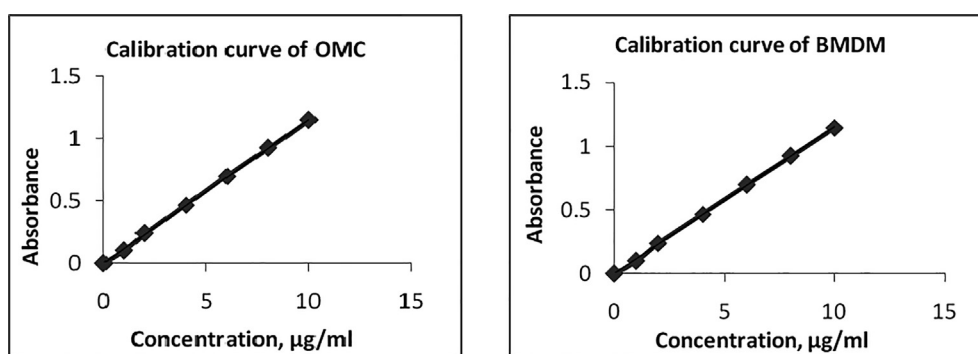 Calibration curve of OMC
1.5
1
0.5
0
Absorbance
0 5 10 15
Concentration, µg/ml
Calibration curve of BMDM
1.5
1
0.5
0
Absorbance
0 5 10 15
Concentration, µg/ml